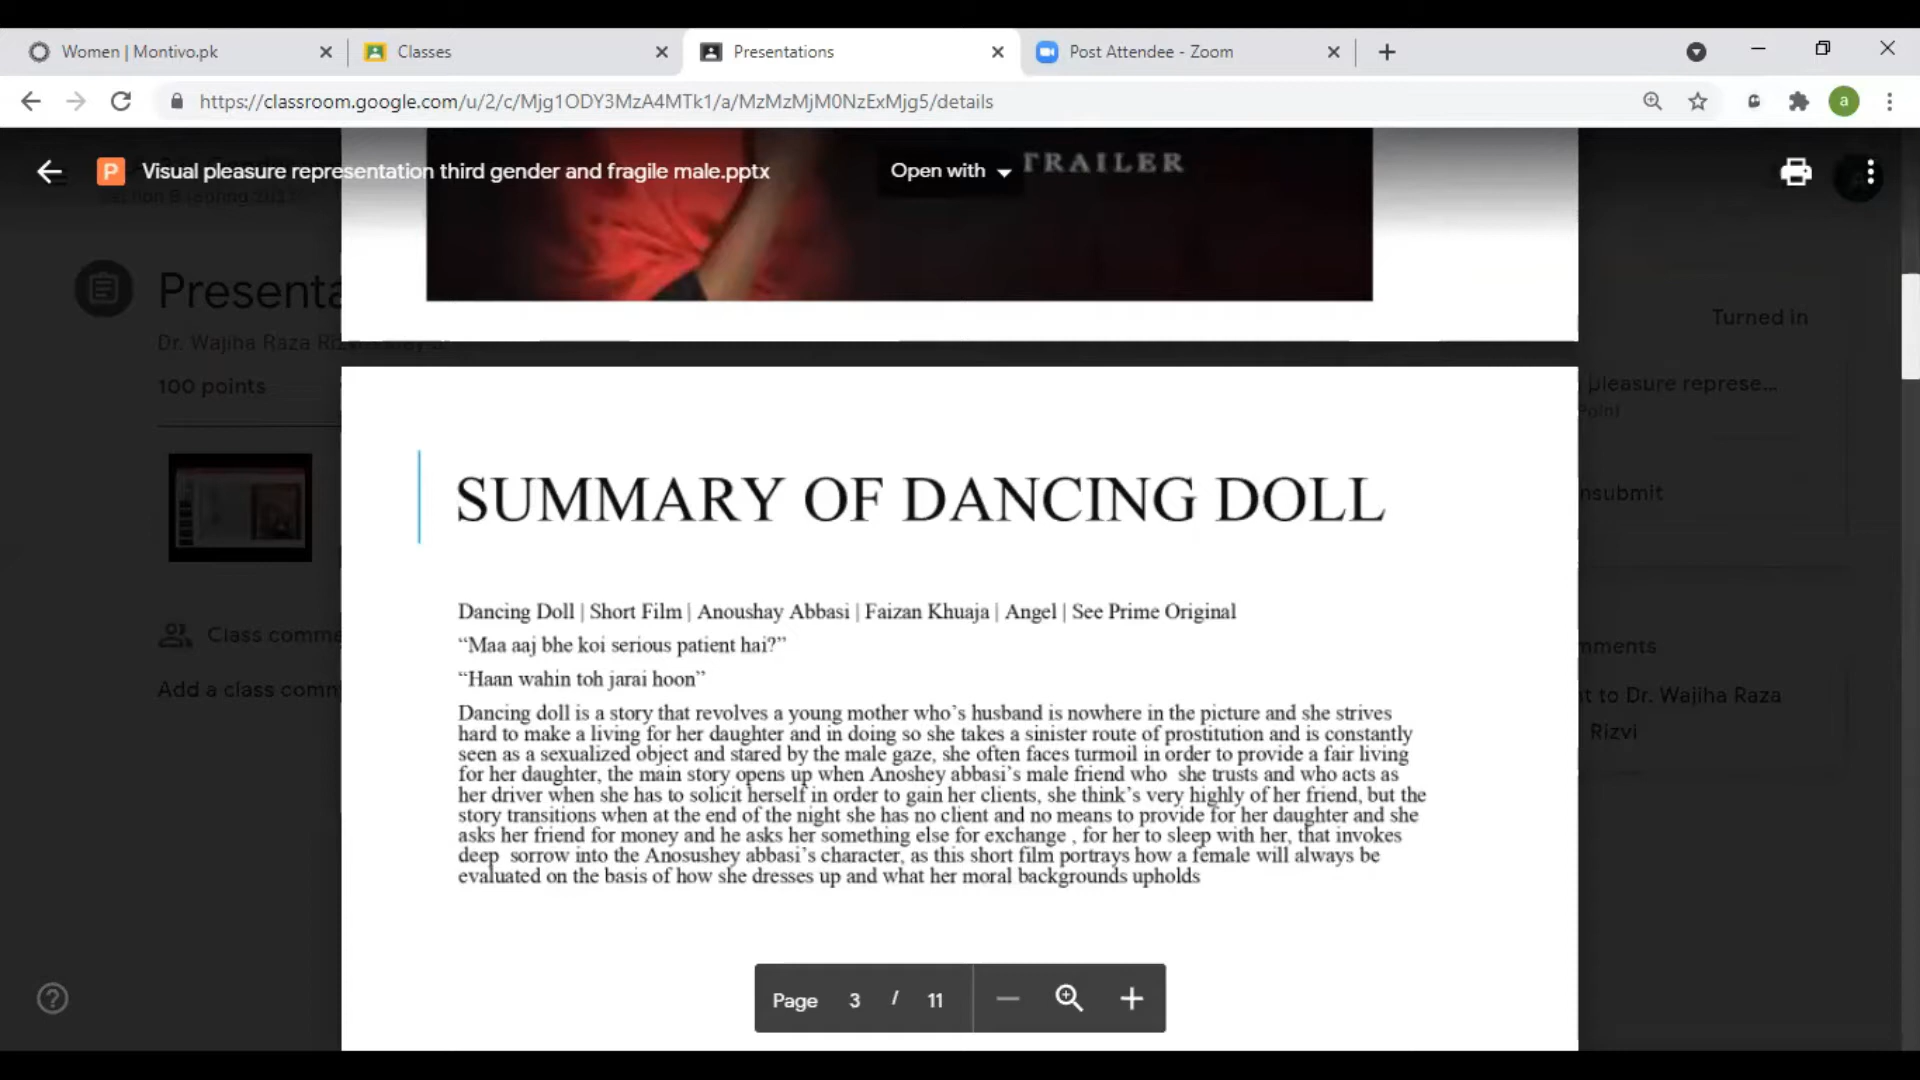 Women | Montivo.pk
Classes
Presentations
Post Attendee - Zoom
https://classroom.google.com/u/2/c/Mjg1ODY3MzA4MTk1/a/MzMzMjM0NzExMjg5/details
a
P
Visual pleasure representation third gender and fragile male.pptx
Open with
TRAILER
Presenta
Dr. Wajiha Raza
100 points
Turned in
pleasure represe...
nsubmit
Class comme
Add a class comm
mments
t to Dr. Wajiha Raza
Rizvi
SUMMARY OF DANCING DOLL
Dancing Doll | Short Film | Anoushay Abbasi | Faizan Khuaja | Angel | See Prime Original
“Maa aaj bhe koi serious patient hai?”
“Haan wahin toh jarai hoon”
Dancing doll is a story that revolves a young mother who’s husband is nowhere in the picture and she strives
hard to make a living for her daughter and in doing so she takes a sinister route of prostitution and is constantly
seen as a sexualized object and stared by the male gaze, she often faces turmoil in order to provide a fair living
for her daughter, the main story opens up when Anoshey abbasi’s male friend who she trusts and who acts as
her driver when she has to solicit herself in order to gain her clients, she think’s very highly of her friend, but the
story transitions when at the end of the night she has no client and no means to provide for her daughter and she
asks her friend for money and he asks her something else for exchange , for her to sleep with her, that invokes
deep sorrow into the Anosushey abbasi’s character, as this short film portrays how a female will always be
evaluated on the basis of how she dresses up and what her moral backgrounds upholds
Page 3 / 11